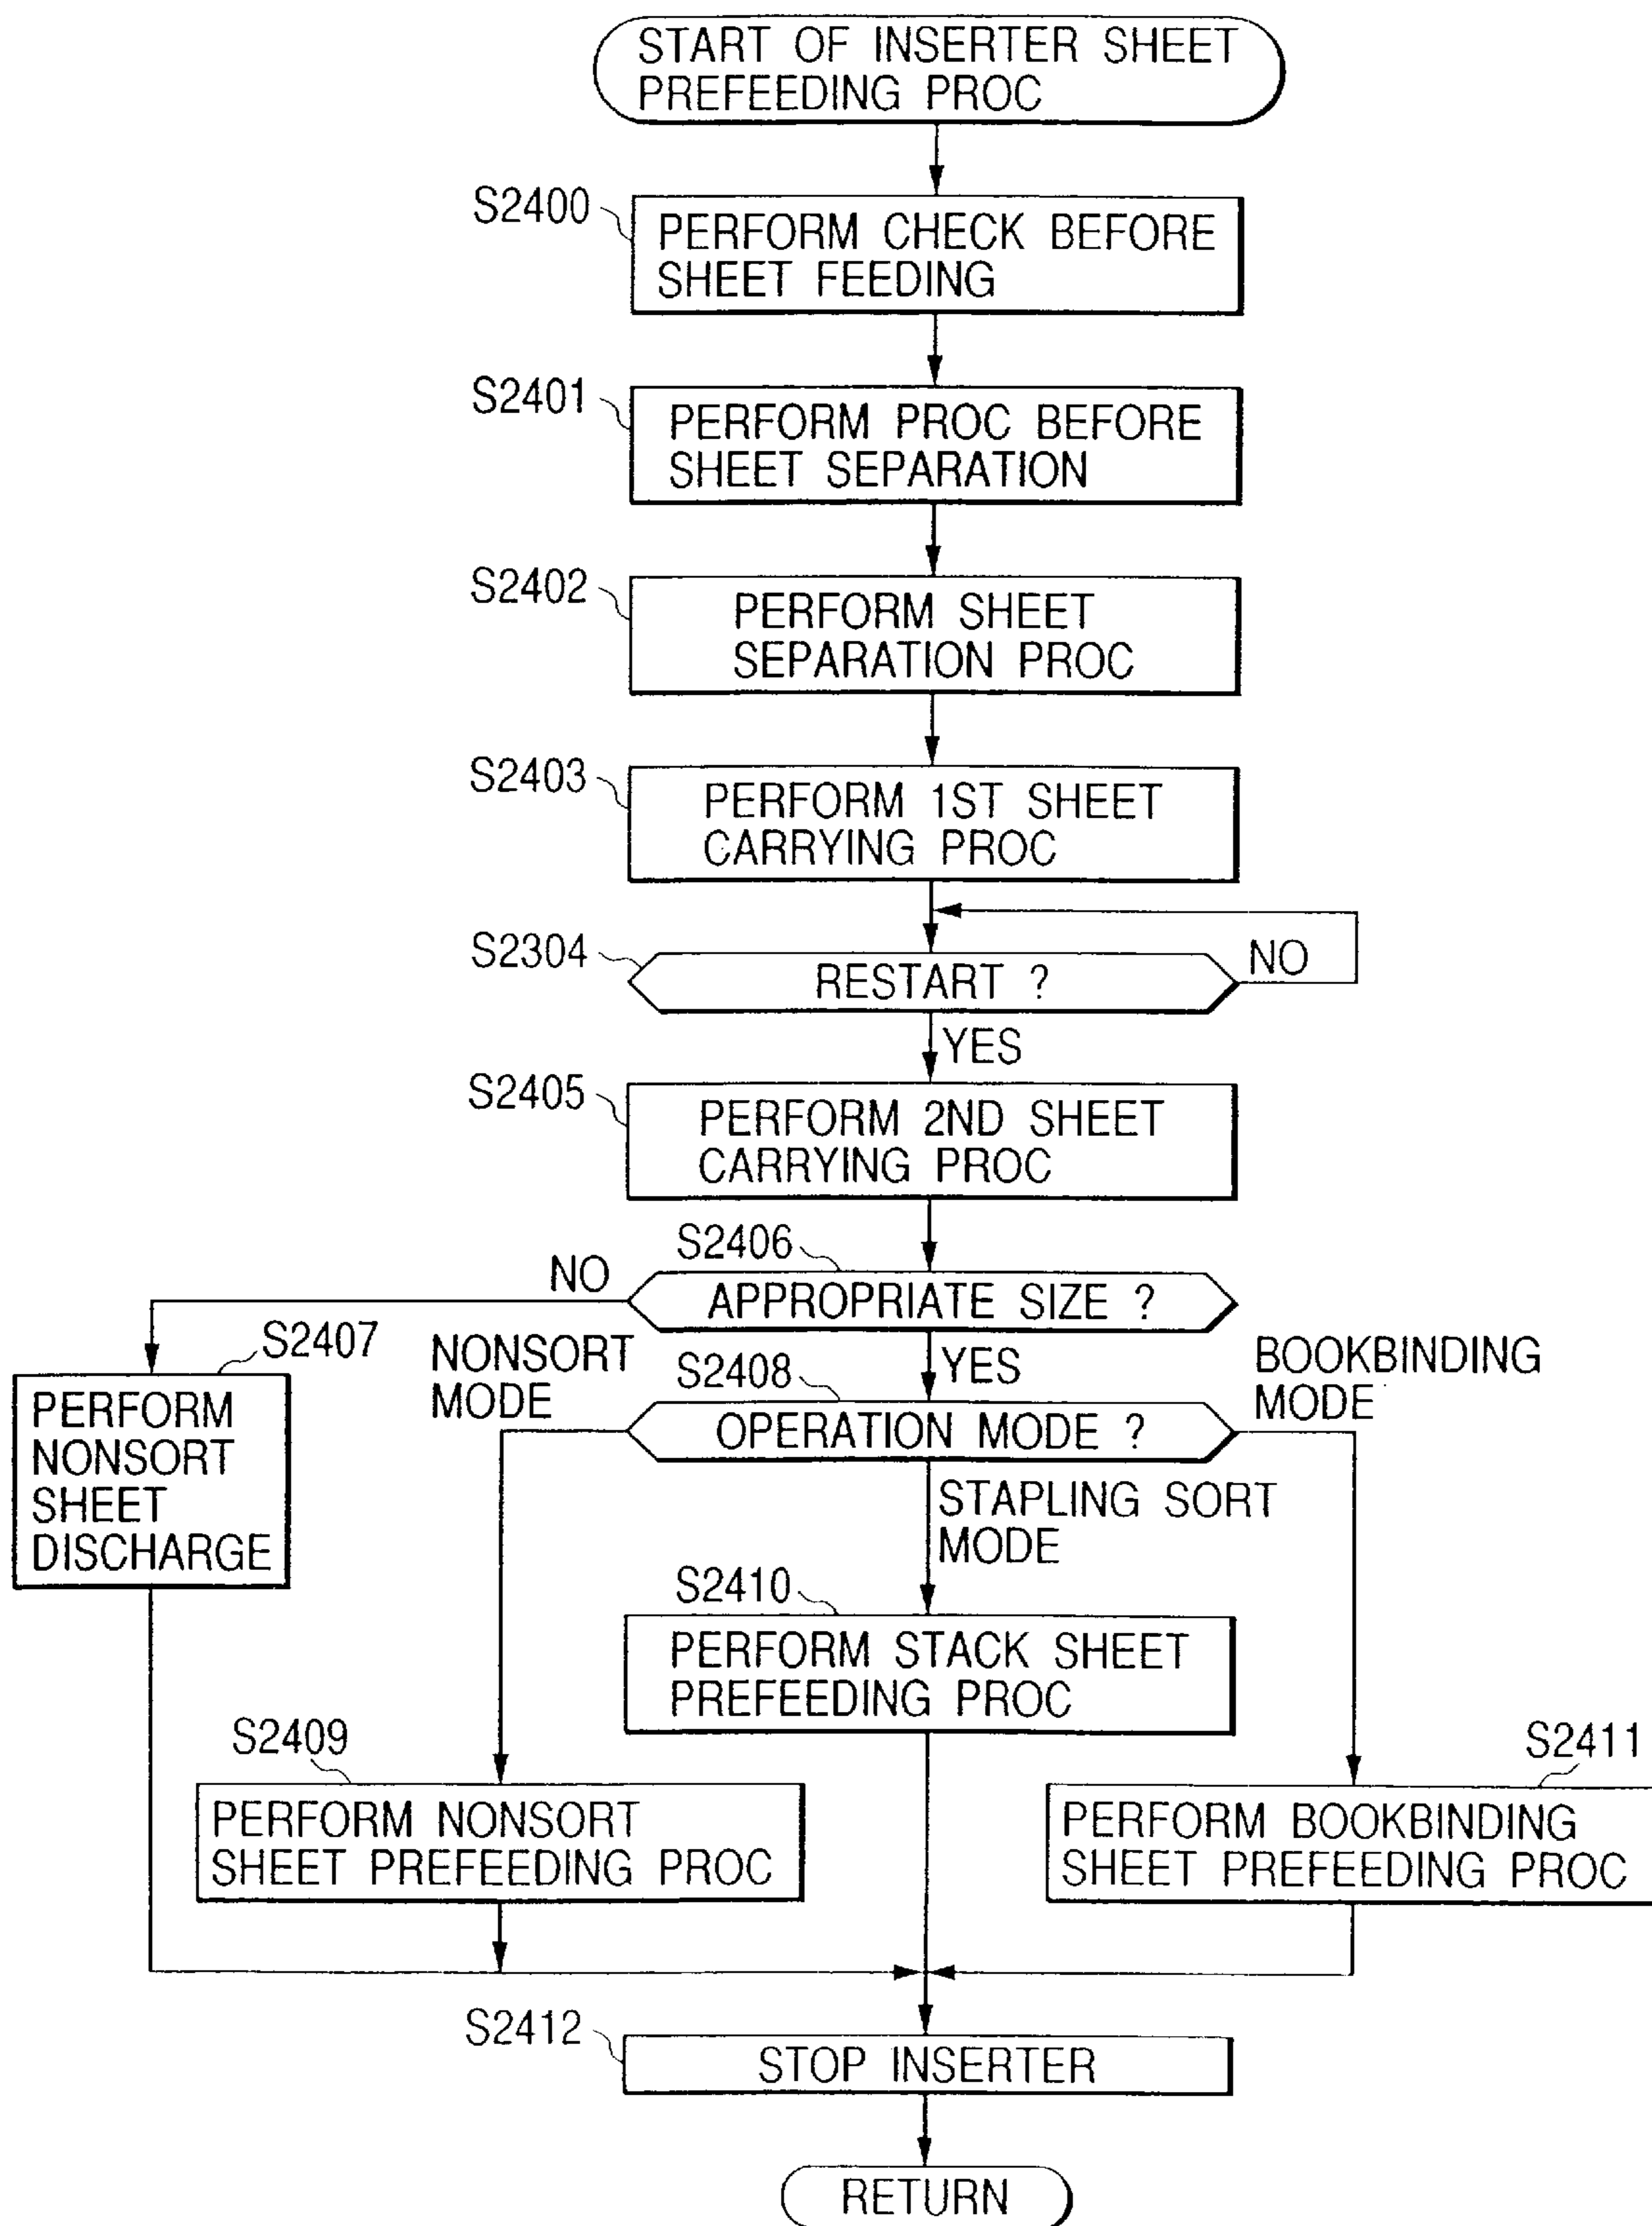 START OF INSERTER SHEET
PREFEEDING PROC
S2400
PERFORM CHECK BEFORE
SHEET FEEDING
S2401
PERFORM PROC BEFORE
SHEET SEPARATION
S2402
PERFORM SHEET
SEPARATION PROC
S2403
PERFORM 1ST SHEET
CARRYING PROC
S2304
RESTART ?
NO
YES
S2405
PERFORM 2ND SHEET
CARRYING PROC
S2406
NO
APPROPRIATE SIZE ?
YES
S2407
PERFORM
NONSORT
SHEET
DISCHARGE
NONSORT
MODE
S2408
OPERATION MODE ?
BOOKBINDING
MODE
STAPLING SORT
MODE
S2410
PERFORM STACK SHEET
PREFEEDING PROC
S2409
PERFORM NONSORT
SHEET PREFEEDING PROC
S2411
PERFORM BOOKBINDING
SHEET PREFEEDING PROC
S2412
STOP INSERTER
RETURN